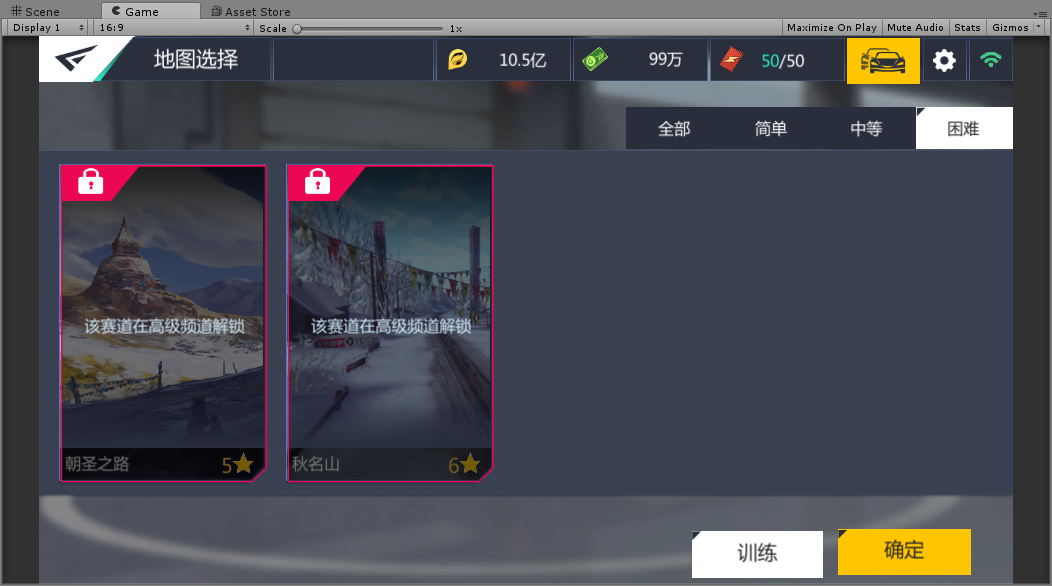 Scene
Game
Asset Store
Display 1
16:9
Scale
1x
Maximize On Play
Mute Audio
Stats
Gizmos
地图选择
10.5亿
99万
50/50
全部
简单
中等
困难
该赛道在高级频道解锁
该赛道在高级频道解锁
TOP TECH
朝圣之路
5
秋名山
6
训练
确定